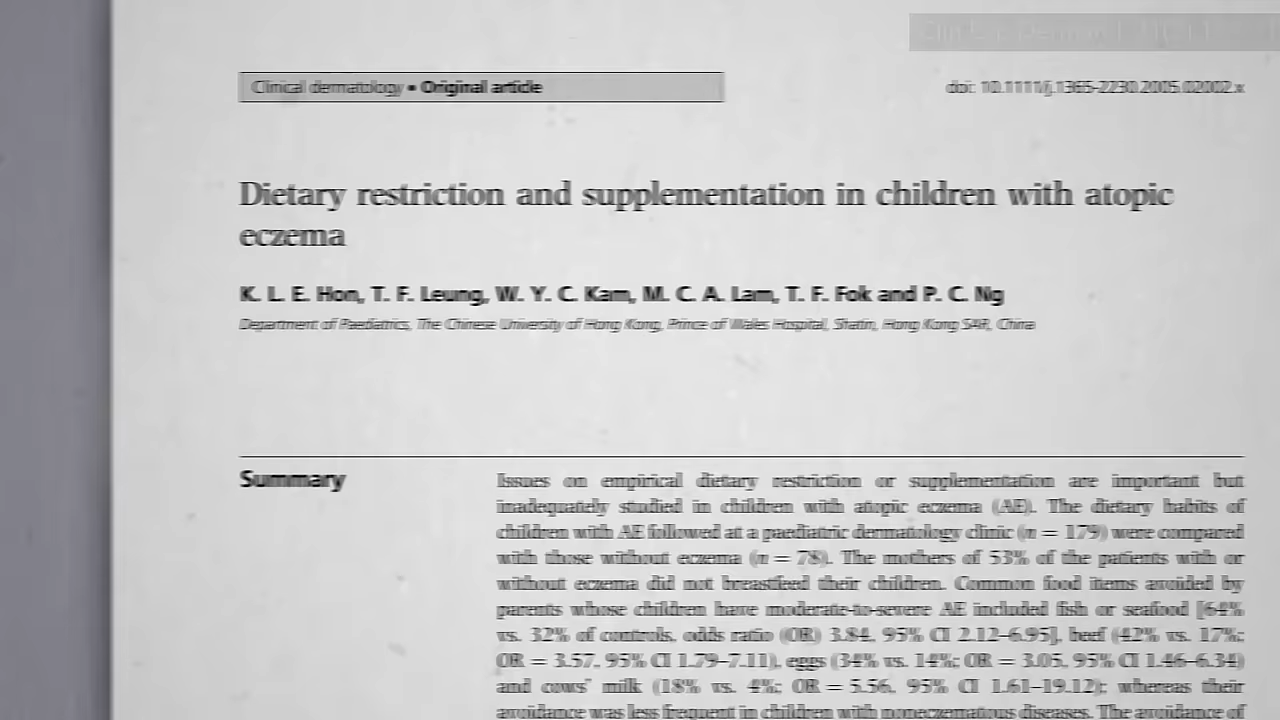 Clinical dermatology • Original article
doi: 10.1111/j.1365-2230.2005.02002.x
Dietary restriction and supplementation in children with atopic
eczema
K. L. E. Hon, T. F. Leung, W. Y. C. Kam, M. C. A. Lam, T. F. Fok and P. C. Ng
Department of Paediatrics, The Chinese University of Hong Kong, Prince of Wales Hospital, Shatin, Hong Kong SAR, China
Summary
Issues on empirical dietary restriction or supplementation are important but
inadequately studied in children with atopic eczema (AE). The dietary habits of
children with AE followed at a paediatric dermatology clinic (n = 179) were compared
with those without eczema (n = 78). The mothers of 53% of the patients with or
without eczema did not breastfeed their children. Common food items avoided by
parents whose children have moderate-to-severe AE included fish or seafood [64%
vs. 32% of controls, odds ratio (OR) 3.84, 95% CI 2.12–6.95], beef (42% vs. 17%;
OR = 3.57, 95% CI 1.79–7.11), eggs (34% vs. 14%; OR = 3.05, 95% CI 1.46–6.34)
and cows' milk (18% vs. 4%; OR = 5.56, 95% CI 1.61–19.12); whereas their
avoidance was less frequent in children with noneczematous diseases. The avoidance of